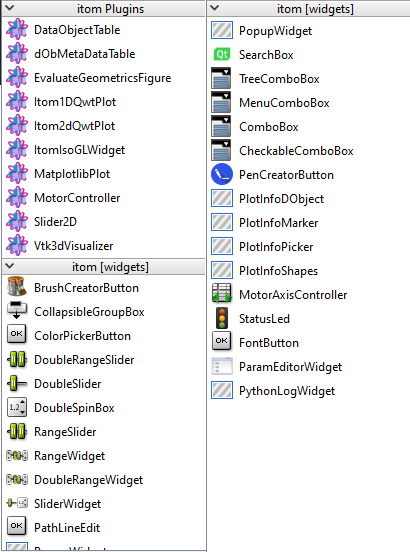 itom Plugins
DataObjectTable
dObMetaDataTable
EvaluateGeometricsFigure
Itom1DQwtPlot
Itom2dQwtPlot
ItomIsoGLWidget
MatplotlibPlot
MotorController
Slider2D
Vtk3dVisualizer
itom [widgets]
BrushCreatorButton
CollapsibleGroupBox
OK ColorPickerButton
DoubleRangeSlider
DoubleSlider
1.2 DoubleSpinBox
RangeSlider
RangeWidget
DoubleRangeWidget
SliderWidget
OK PathLineEdit
itom [widgets]
PopupWidget
Qt SearchBox
TreeComboBox
MenuComboBox
ComboBox
CheckableComboBox
PenCreatorButton
PlotInfoDObject
PlotInfoMarker
PlotInfoPicker
PlotInfoShapes
MotorAxisController
StatusLed
OK FontButton
ParamEditorWidget
PythonLogWidget